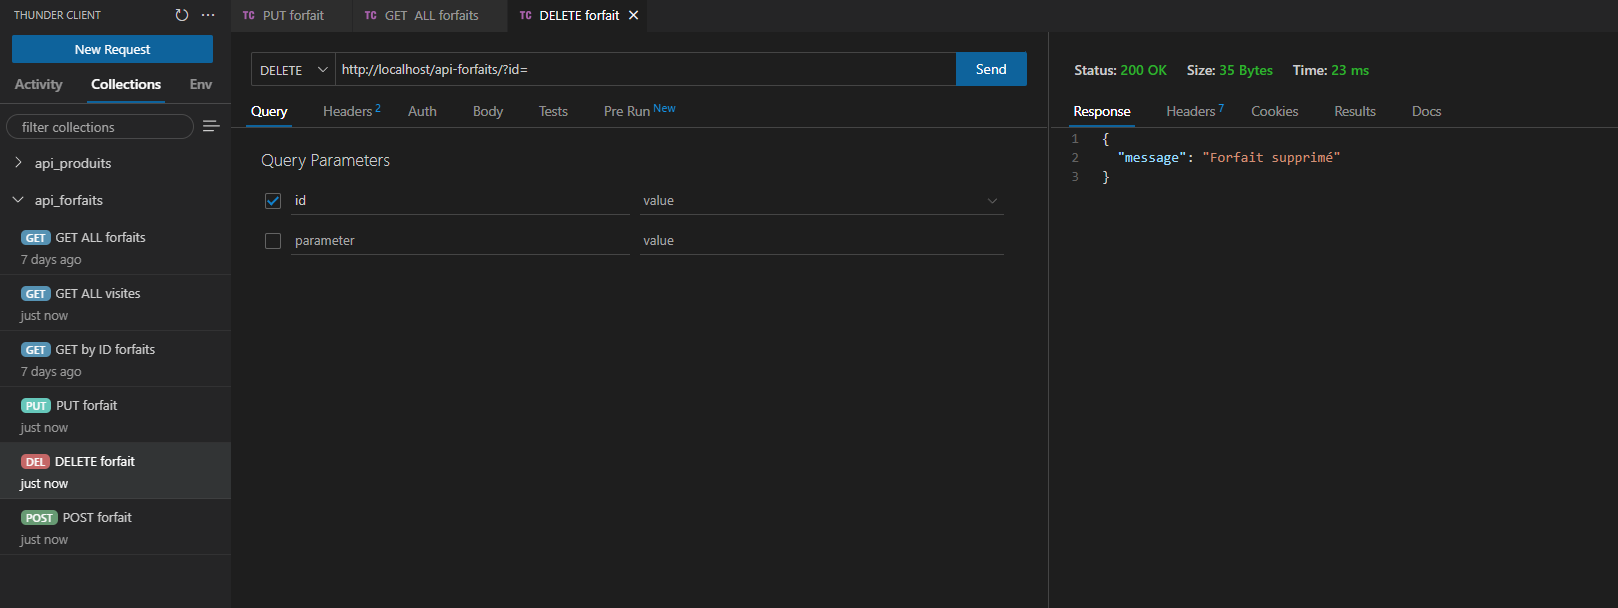 THUNDER CLIENT
New Request
Activity Collections Env
filter collections
api_produits
api_forfaits
GET GET ALL forfaits
7 days ago
GET GET ALL visites
just now
GET GET by ID forfaits
7 days ago
PUT PUT forfait
just now
DEL DELETE forfait
just now
POST POST forfait
just now
TC PUT forfait TC GET ALL forfaits TC DELETE forfait
DELETE http://localhost/api-forfaits/?id= Send
Query Headers 2 Auth Body Tests Pre Run New
Query Parameters
id value
parameter value
Status: 200 OK Size: 35 Bytes Time: 23 ms
Response Headers 7 Cookies Results Docs
1 {
2 "message": "Forfait supprimé"
3 }